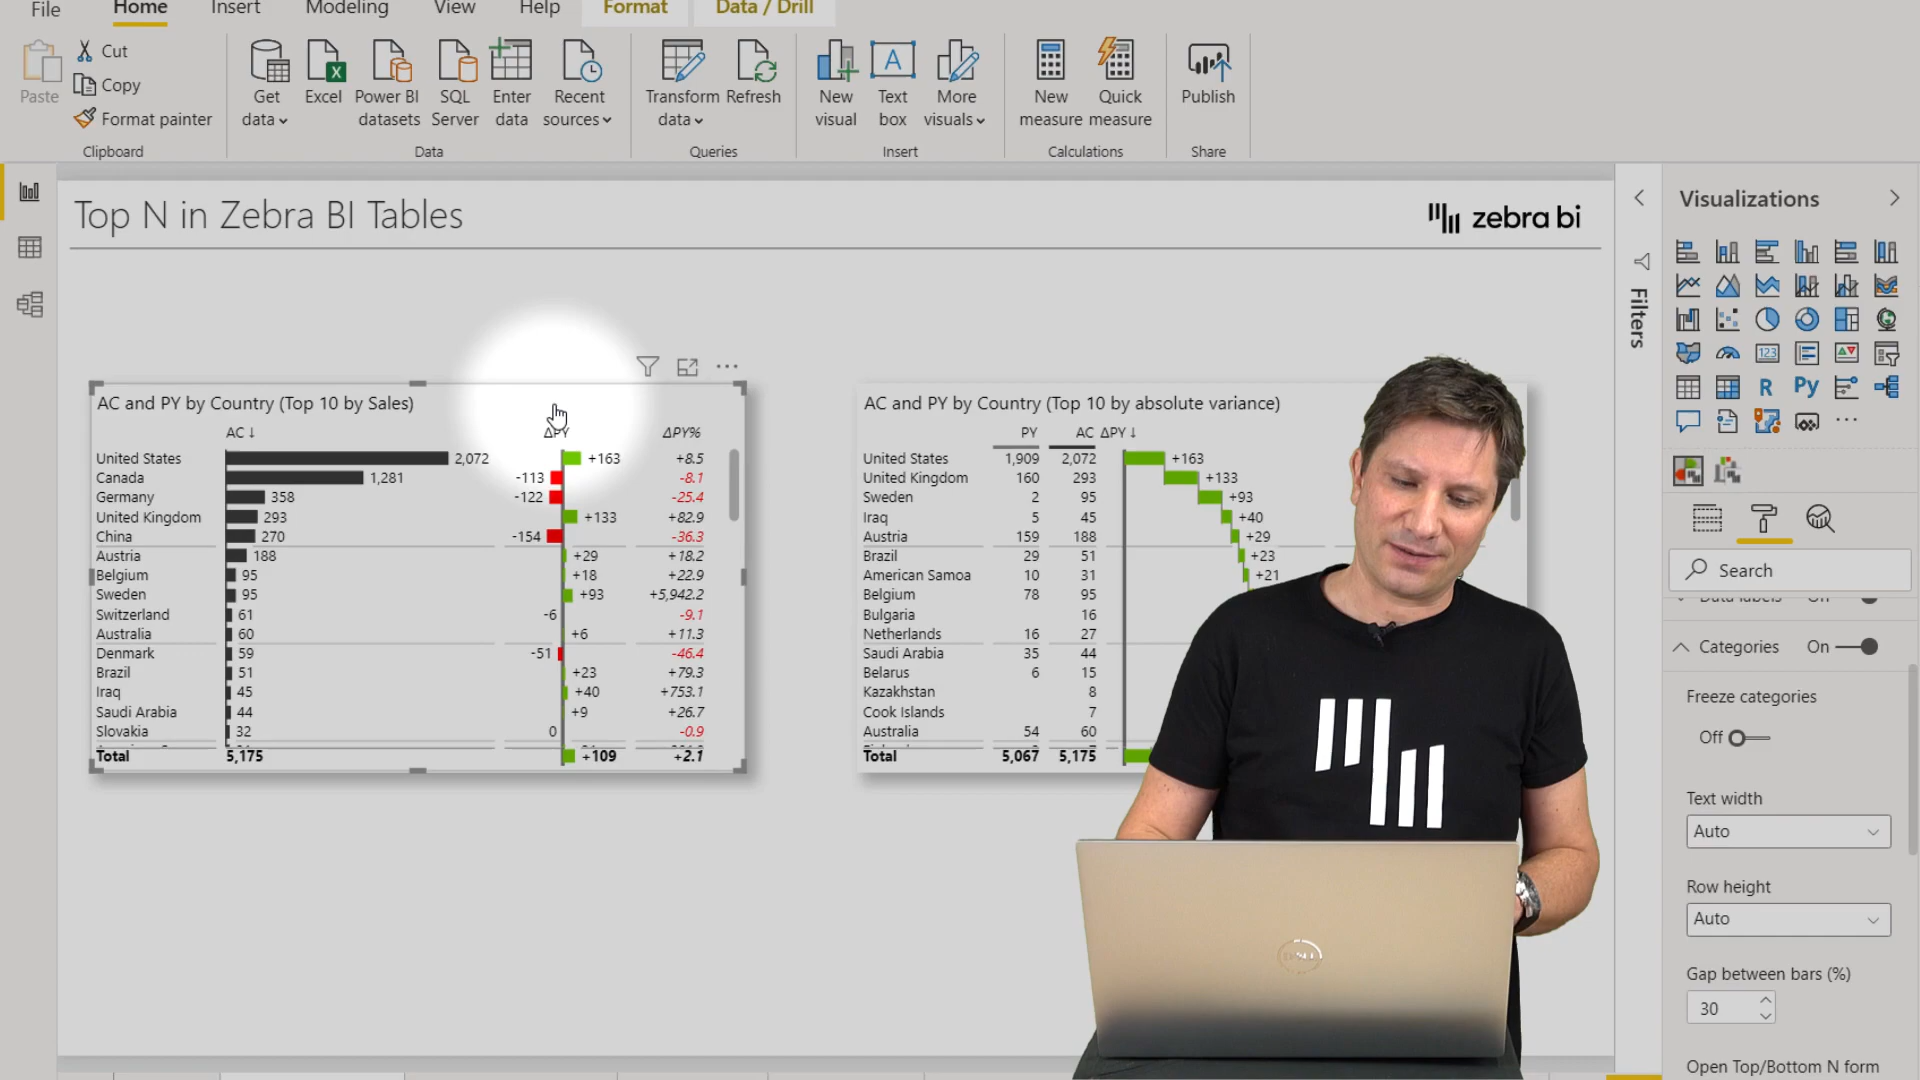 File Home Insert Modeling View Help Format Data / Drill
Paste
Cut
Copy
Format painter
Clipboard
Get data
Excel
Power BI datasets
SQL Server
Enter data
Recent sources
Data
Transform data
Refresh
Queries
New visual
Text box
More visuals
Insert
New measure
Quick measure
Calculations
Publish
Share
Top N in Zebra BI Tables
zebra bi
AC and PY by Country (Top 10 by Sales)
AC ↓ ΔPY ΔPY%
United States 2,072 +163 +8.5
Canada 1,281 -113 -8.1
Germany 358 -122 -25.4
United Kingdom 293 +133 +82.9
China 270 -154 -36.3
Austria 188 +29 +18.2
Belgium 95 +18 +22.9
Sweden 95 +93 +5,942.2
Switzerland 61 -6 -9.1
Australia 60 +6 +11.3
Denmark 59 -51 -46.4
Brazil 51 +23 +79.3
Iraq 45 +40 +753.1
Saudi Arabia 44 +9 +26.7
Slovakia 32 0 -0.9
Total 5,175 +109 +2.1
AC and PY by Country (Top 10 by absolute variance)
PY AC ΔPY ↓
United States 1,909 2,072 +163
United Kingdom 160 293 +133
Sweden 2 95 +93
Iraq 5 45 +40
Austria 159 188 +29
Brazil 29 51 +23
American Samoa 10 31 +21
Belgium 78 95
Bulgaria 16
Netherlands 16 27
Saudi Arabia 35 44
Belarus 6 15
Kazakhstan 8
Cook Islands 7
Australia 54 60
Total 5,067 5,175
Filters
Visualizations
123
R
Py
Search
Data labels On
Categories On
Freeze categories
Off
Text width
Auto
Row height
Auto
Gap between bars (%)
30
Open Top/Bottom N form